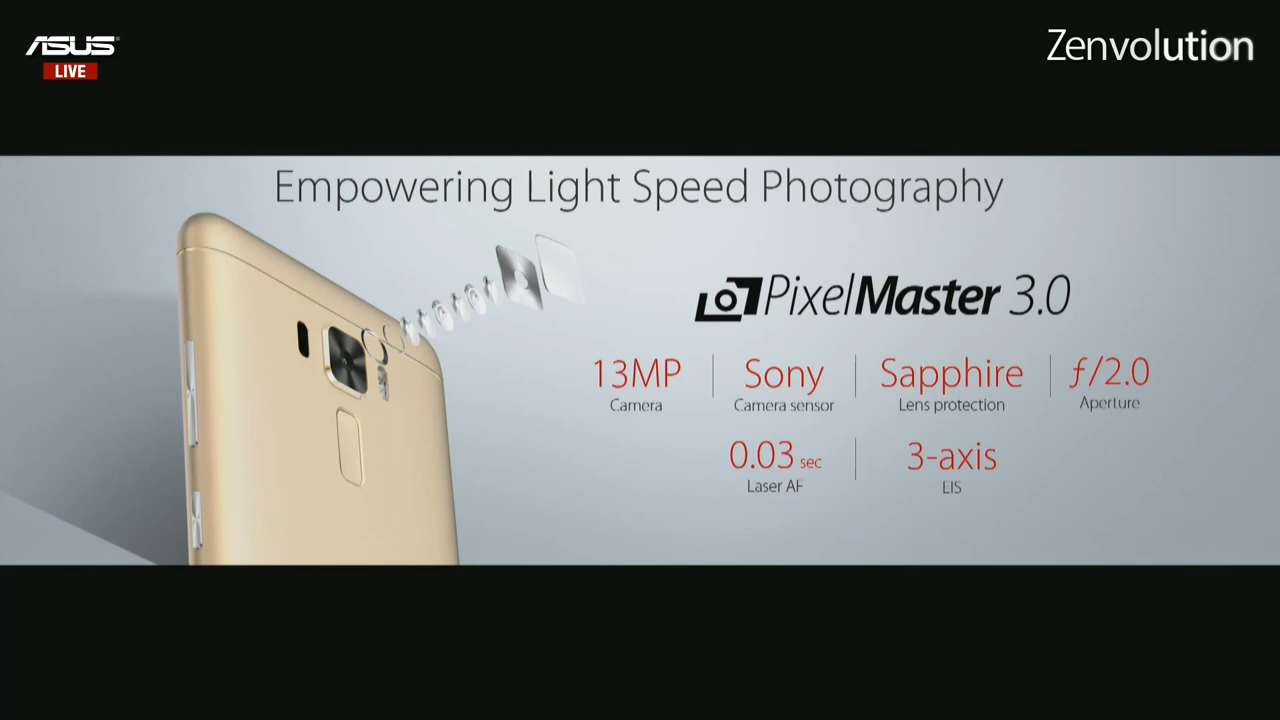 ASUS
LIVE
Zenvolution
Empowering Light Speed Photography
PixelMaster 3.0
13MP
Camera
Sony
Camera sensor
Sapphire
Lens protection
ƒ/2.0
Aperture
0.03 sec
Laser AF
3-axis
EIS